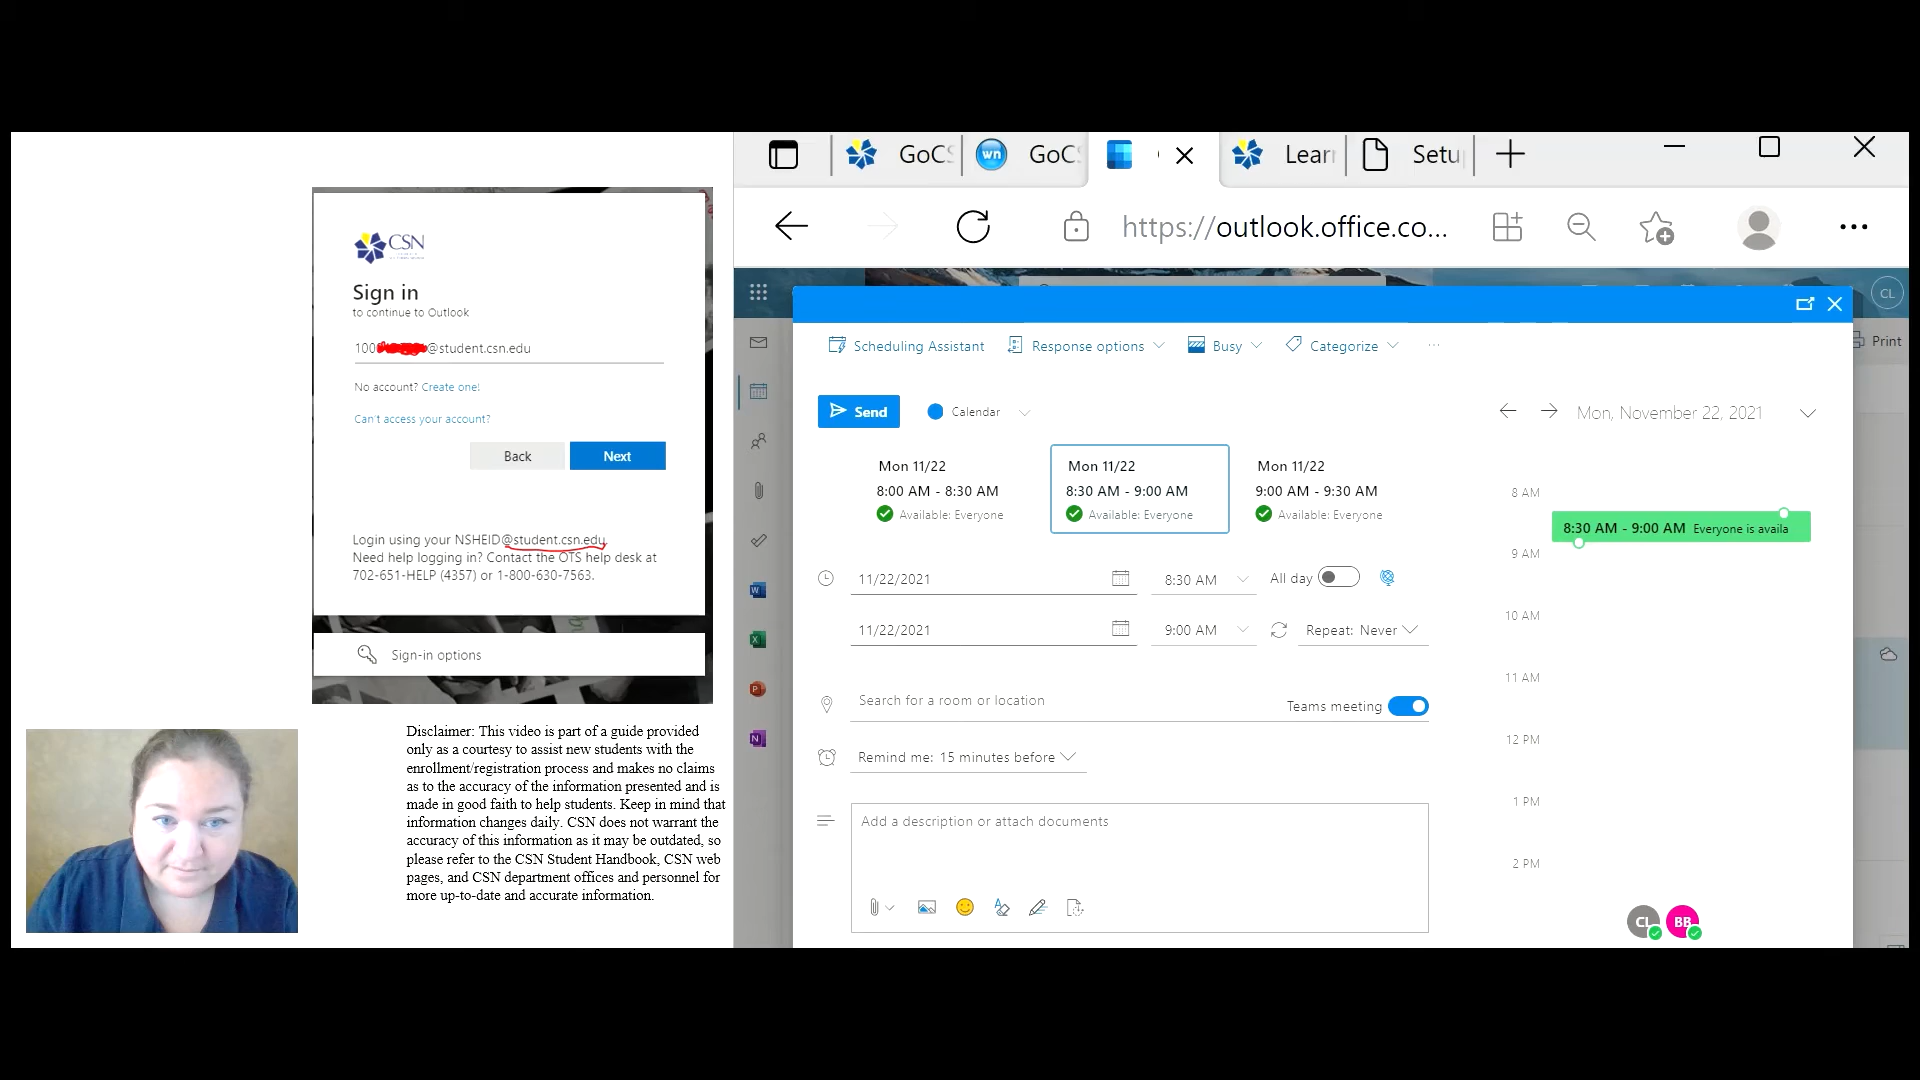 CSN
Sign in
to continue to Outlook
@student.csn.edu
No account? Create one!
Can't access your account?
Back
Next
Login using your NSHEID@student.csn.edu.
Need help logging in? Contact the OTS help desk at
702-651-HELP (4357) or 1-800-630-7563.
Sign-in options
Disclaimer: This video is part of a guide provided
only as a courtesy to assist new students with the
enrollment/registration process and makes no claims
as to the accuracy of the information presented and is
made in good faith to help students. Keep in mind that
information changes daily. CSN does not warrant the
accuracy of this information as it may be outdated, so
please refer to the CSN Student Handbook, CSN web
pages, and CSN department offices and personnel for
more up-to-date and accurate information.
GoCS
wn
GoCS
Learn
Setu
https://outlook.office.co...
CL
Print
Scheduling Assistant
Response options
Busy
Categorize
...
Send
Calendar
Mon, November 22, 2021
Mon 11/22
8:00 AM - 8:30 AM
Available: Everyone
Mon 11/22
8:30 AM - 9:00 AM
Available: Everyone
Mon 11/22
9:00 AM - 9:30 AM
Available: Everyone
11/22/2021
8:30 AM
All day
11/22/2021
9:00 AM
Repeat: Never
Search for a room or location
Teams meeting
Remind me: 15 minutes before
Add a description or attach documents
8 AM
8:30 AM - 9:00 AM Everyone is availa
9 AM
10 AM
11 AM
12 PM
1 PM
2 PM
CL
BB